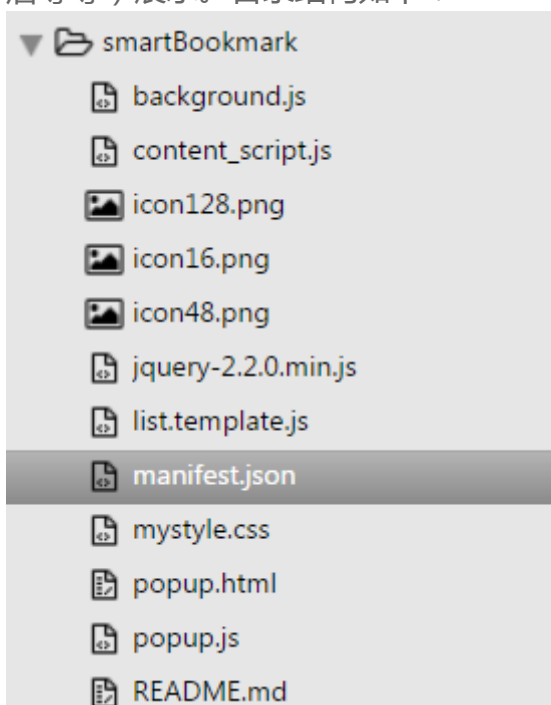 smartBookmark
background.js
content_script.js
icon128.png
icon16.png
icon48.png
jquery-2.2.0.min.js
list.template.js
manifest.json
mystyle.css
popup.html
popup.js
README.md